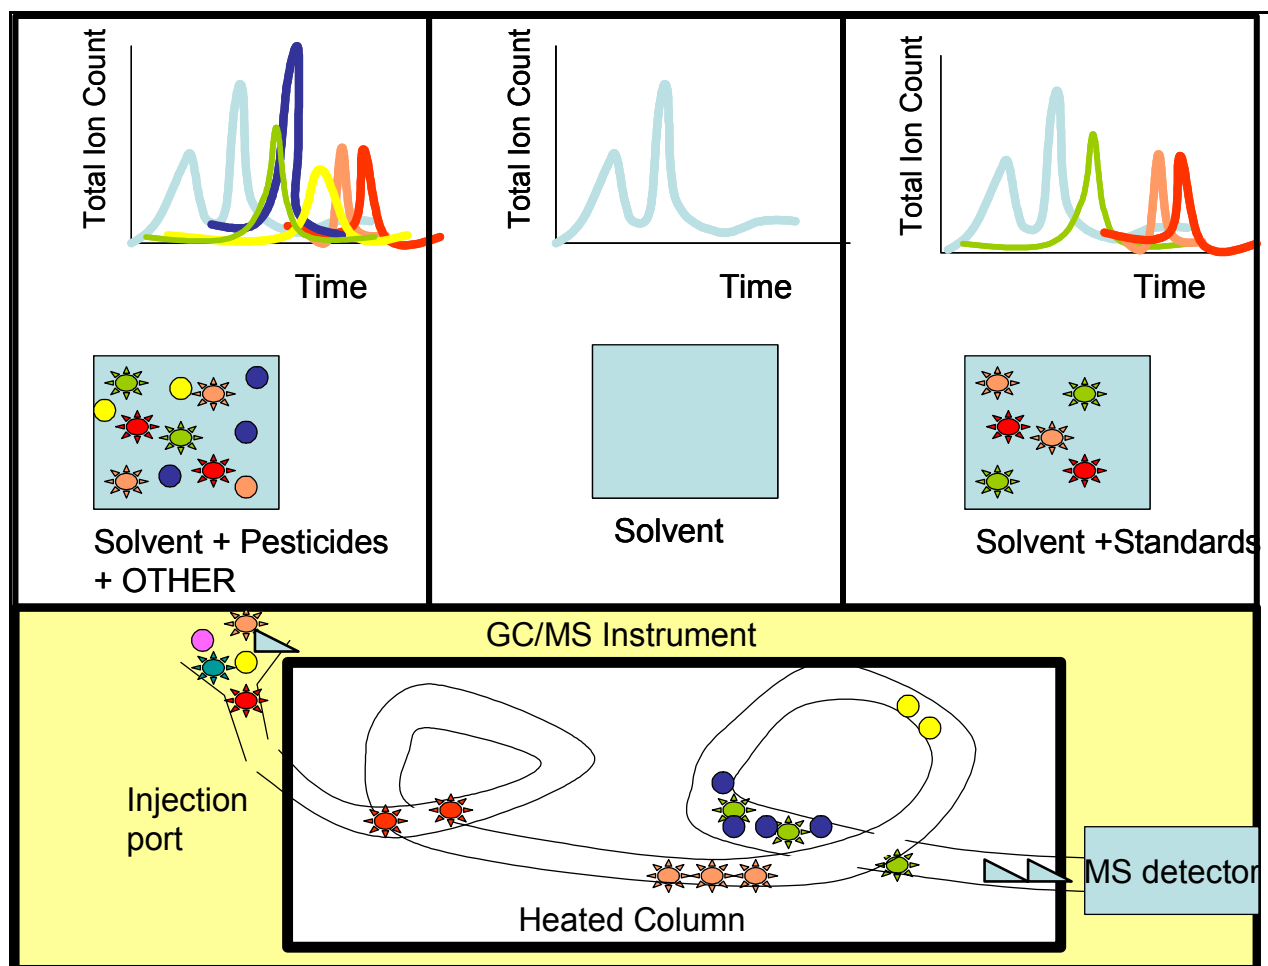 Total Ion Count
Time
Solvent + Pesticides
+ OTHER
Total Ion Count
Time
Solvent
Total Ion Count
Time
Solvent +Standards
GC/MS Instrument
Injection
port
MS detector
Heated Column